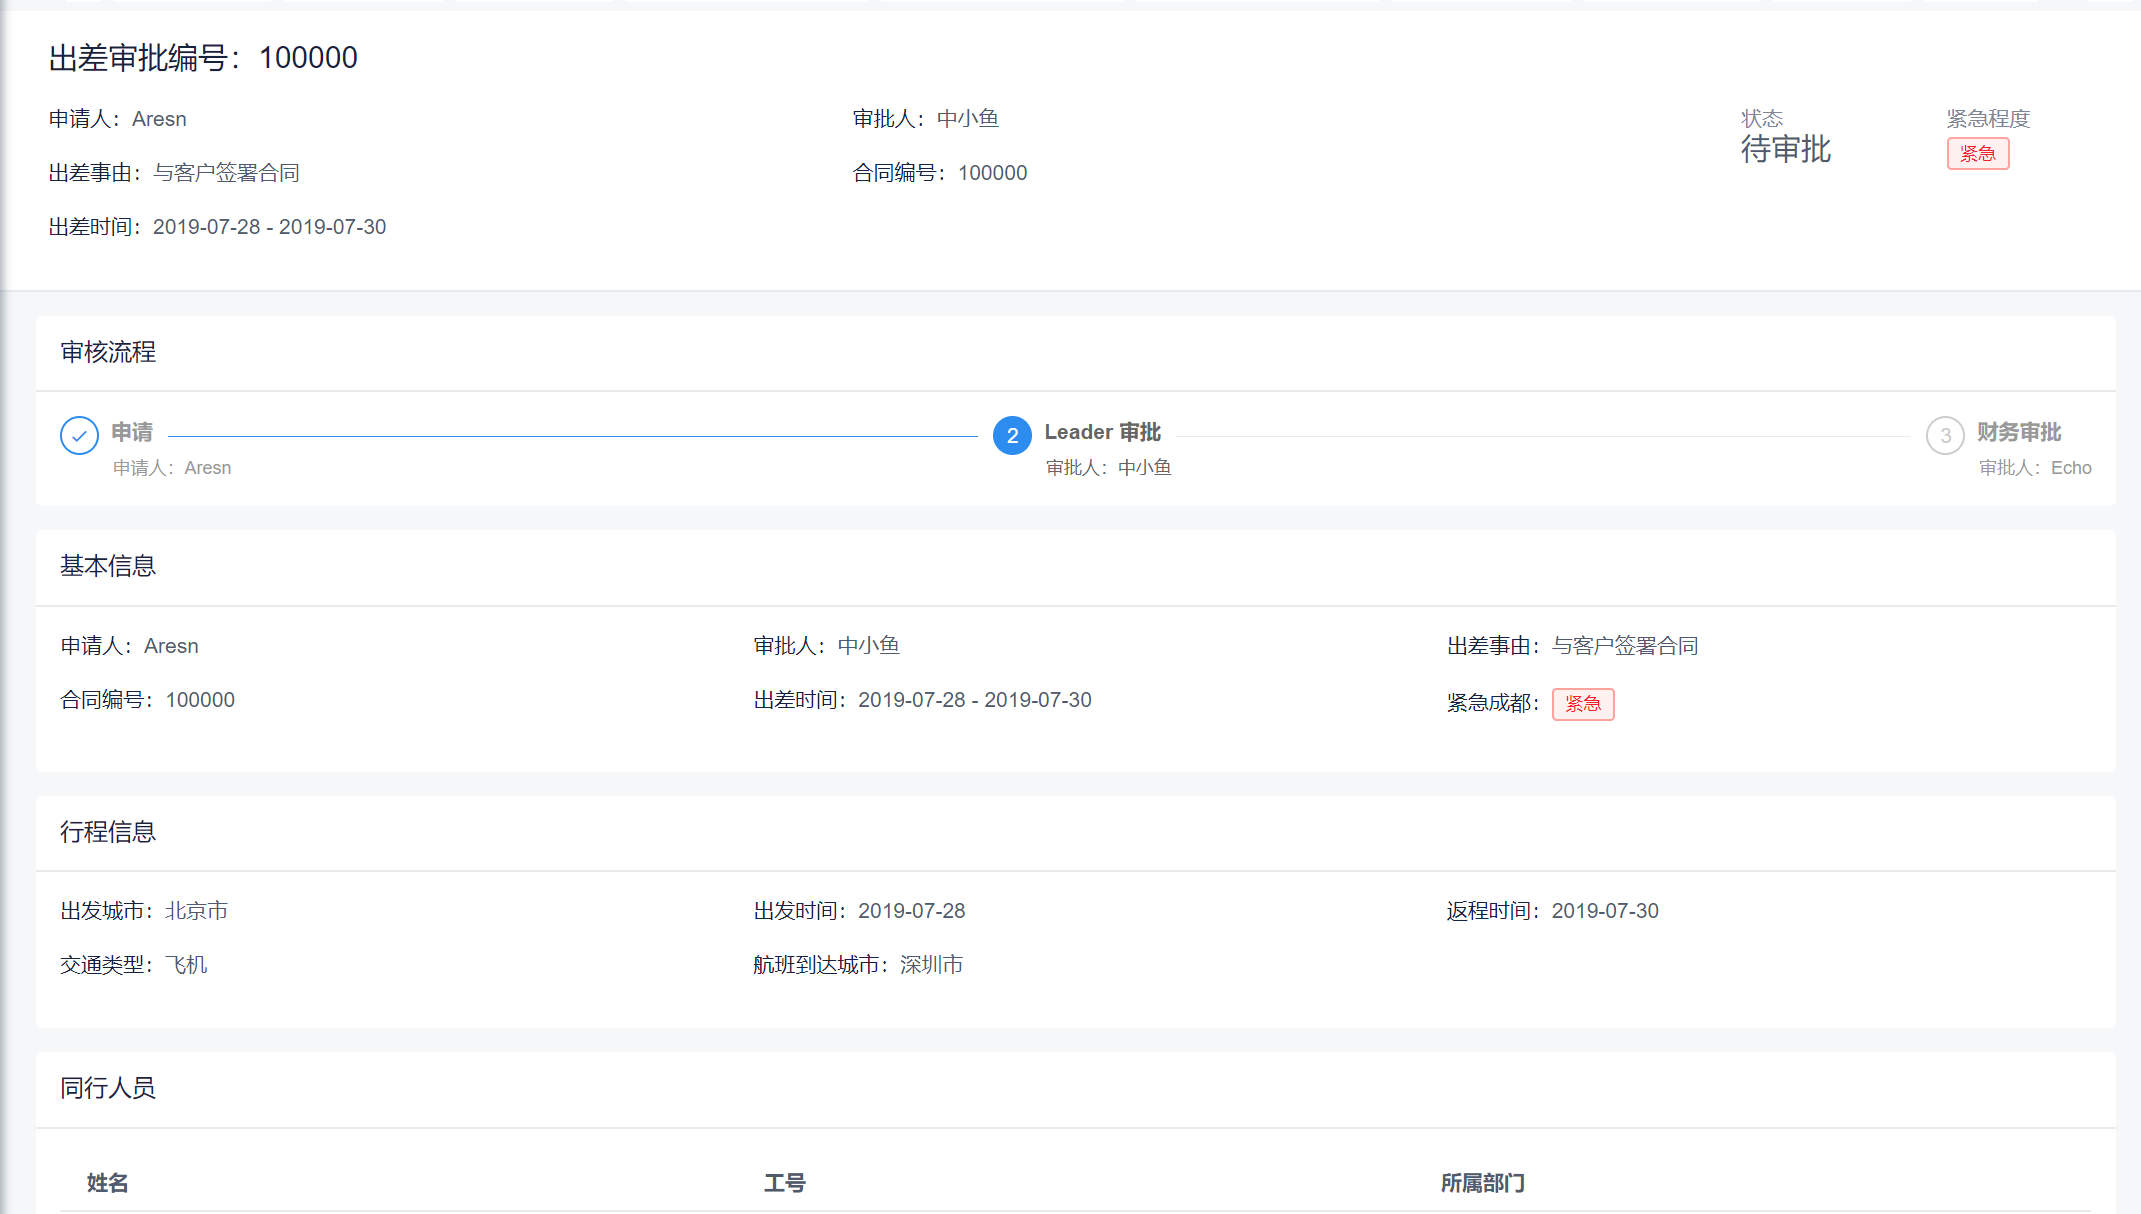 出差审批编号：100000
申请人：Aresn
审批人：中小鱼
状态
待审批
紧急程度
紧急
出差事由：与客户签署合同
合同编号：100000
出差时间：2019-07-28 - 2019-07-30
审核流程
申请
申请人：Aresn
2
Leader 审批
审批人：中小鱼
3
财务审批
审批人：Echo
基本信息
申请人：Aresn
审批人：中小鱼
出差事由：与客户签署合同
合同编号：100000
出差时间：2019-07-28 - 2019-07-30
紧急成都：紧急
行程信息
出发城市：北京市
出发时间：2019-07-28
返程时间：2019-07-30
交通类型：飞机
航班到达城市：深圳市
同行人员
姓名
工号
所属部门